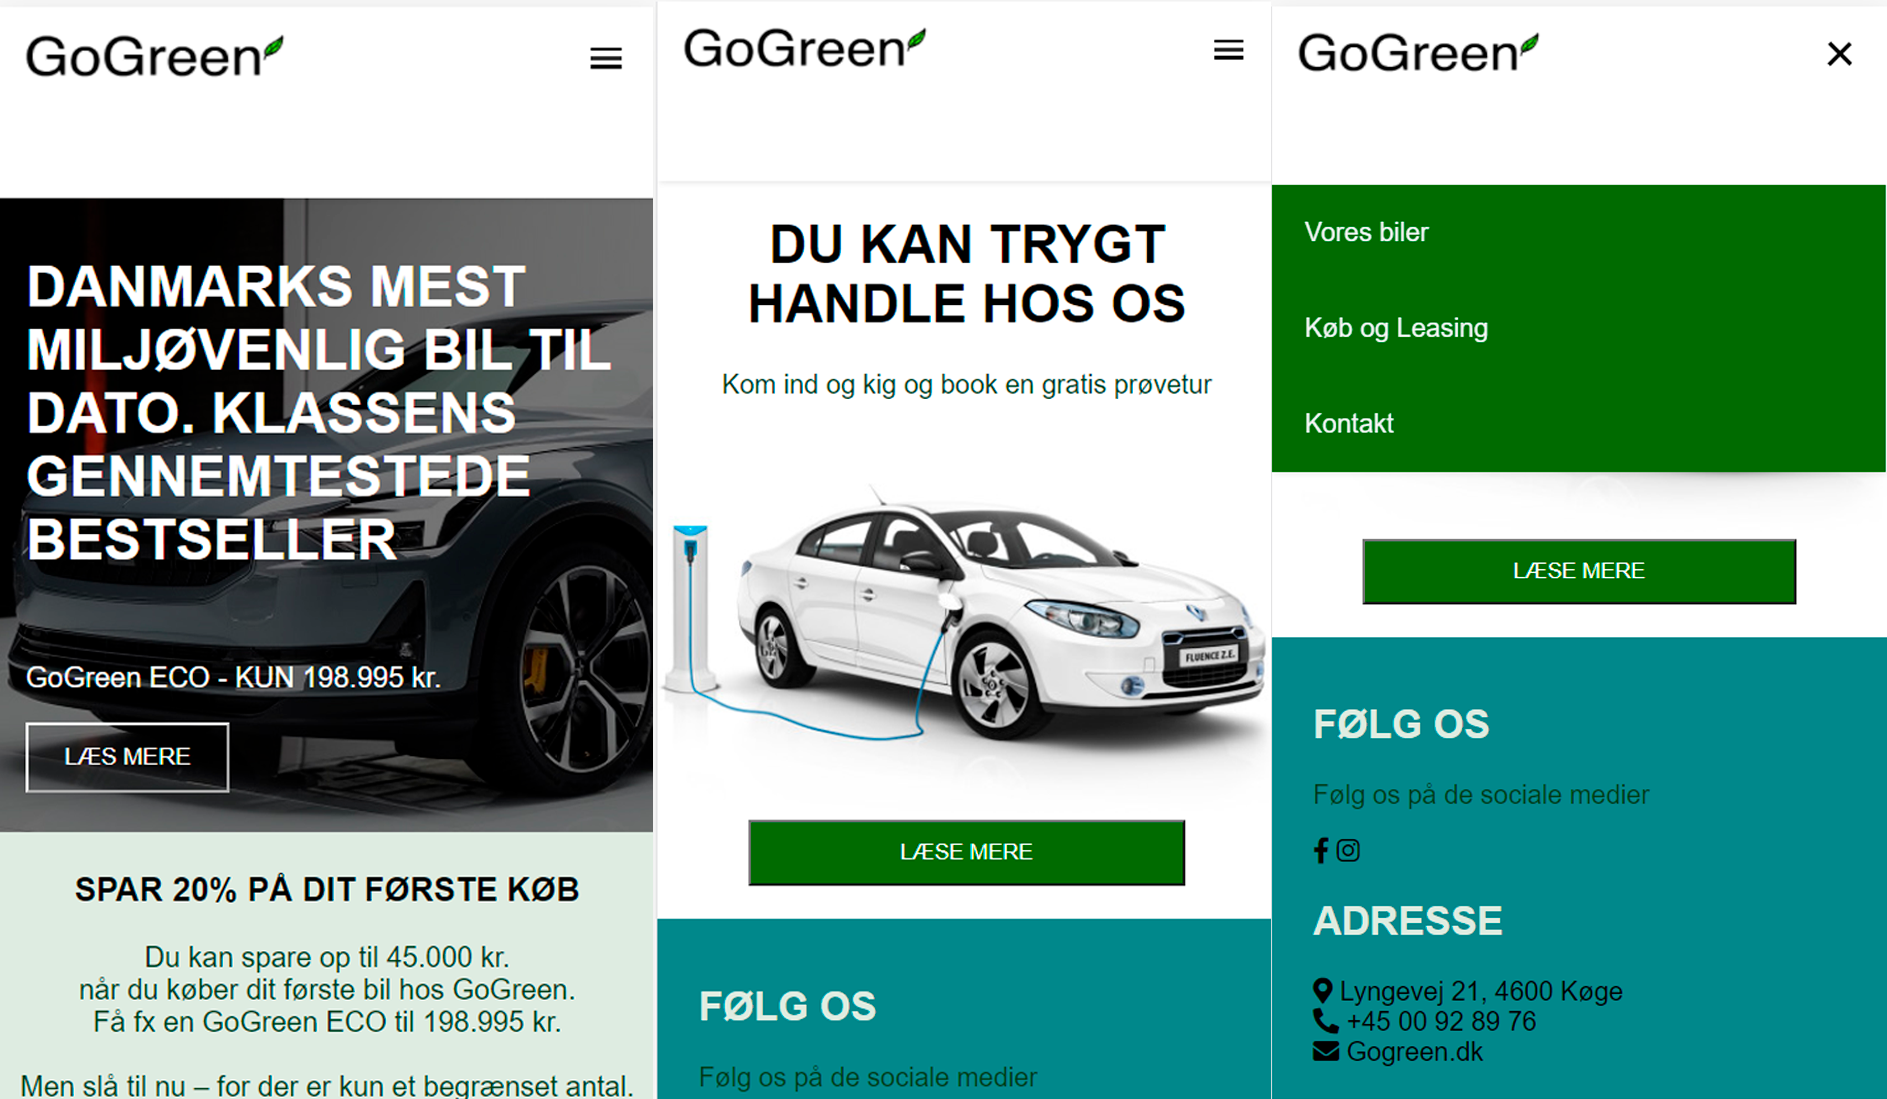 GoGreen
DANMARKS MEST
MILJØVENLIG BIL TIL
DATO. KLASSENS
GENNEMTESTEDE
BESTSELLER
GoGreen ECO - KUN 198.995 kr.
LÆS MERE
SPAR 20% PÅ DIT FØRSTE KØB
Du kan spare op til 45.000 kr.
når du køber dit første bil hos GoGreen.
Få fx en GoGreen ECO til 198.995 kr.
Men slå til nu – for der er kun et begrænset antal.
GoGreen
DU KAN TRYGT
HANDLE HOS OS
Kom ind og kig og book en gratis prøvetur
FLUENCE Z.E.
LÆSE MERE
FØLG OS
Følg os på de sociale medier
GoGreen
Vores biler
Køb og Leasing
Kontakt
LÆSE MERE
FØLG OS
Følg os på de sociale medier
ADRESSE
Lyngevej 21, 4600 Køge
+45 00 92 89 76
Gogreen.dk